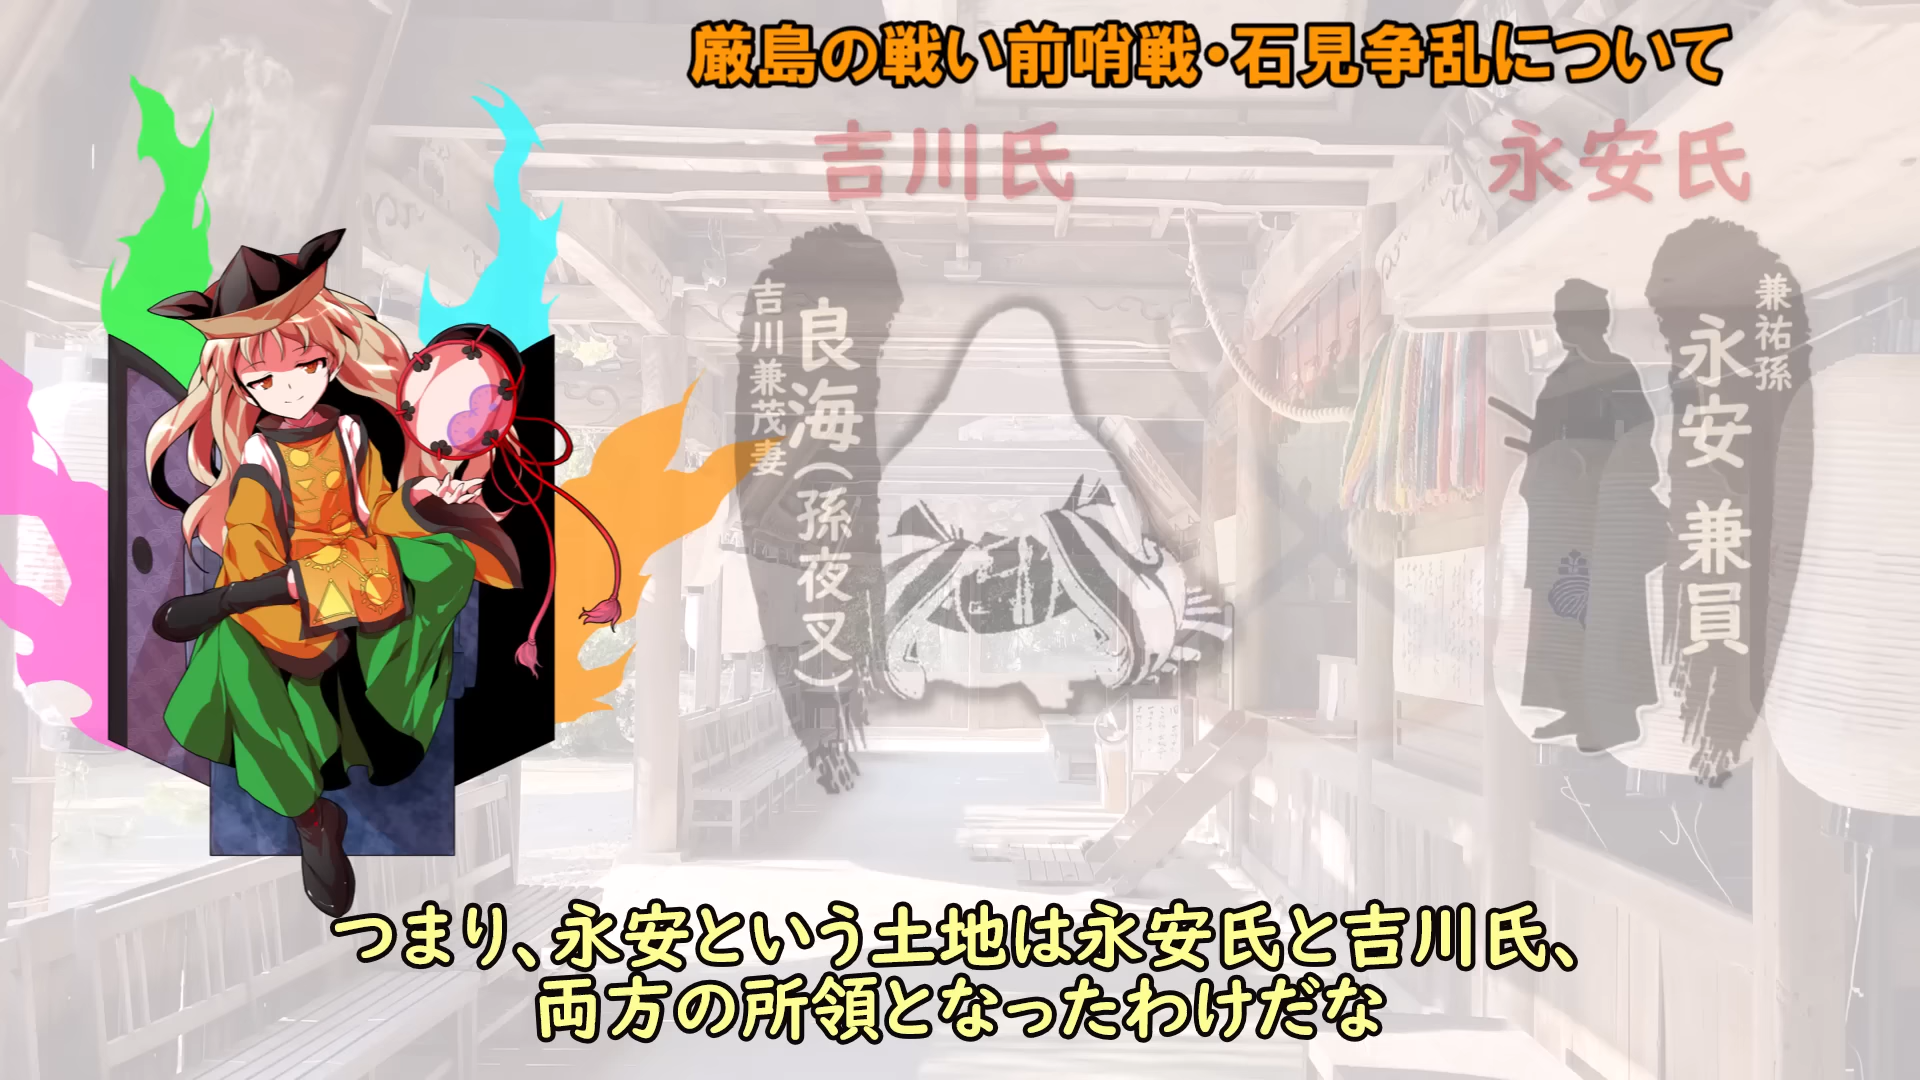 厳島の戦い前哨戦・石見争乱について
吉川氏
永安氏
吉川兼茂妻
良海(孫夜叉)
兼祐孫
永安 兼員
つまり、永安という土地は永安氏と吉川氏、
両方の所領となったわけだな